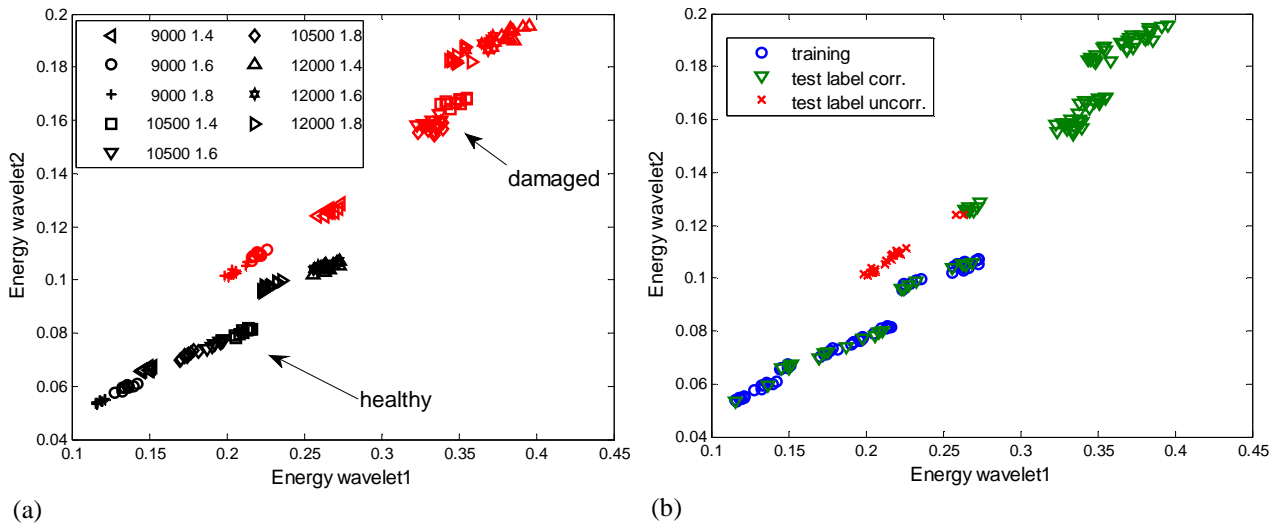 0.2
0.18
0.16
0.14
0.12
0.1
0.08
0.06
0.04
0.1 0.15 0.2 0.25 0.3 0.35 0.4 0.45
Energy wavelet1
Energy wavelet2
9000 1.4
9000 1.6
9000 1.8
10500 1.4
10500 1.6
10500 1.8
12000 1.4
12000 1.6
12000 1.8
damaged
healthy
(a)
0.2
0.18
0.16
0.14
0.12
0.1
0.08
0.06
0.04
0.1 0.15 0.2 0.25 0.3 0.35 0.4 0.45
Energy wavelet1
Energy wavelet2
training
test label corr.
test label uncorr.
(b)